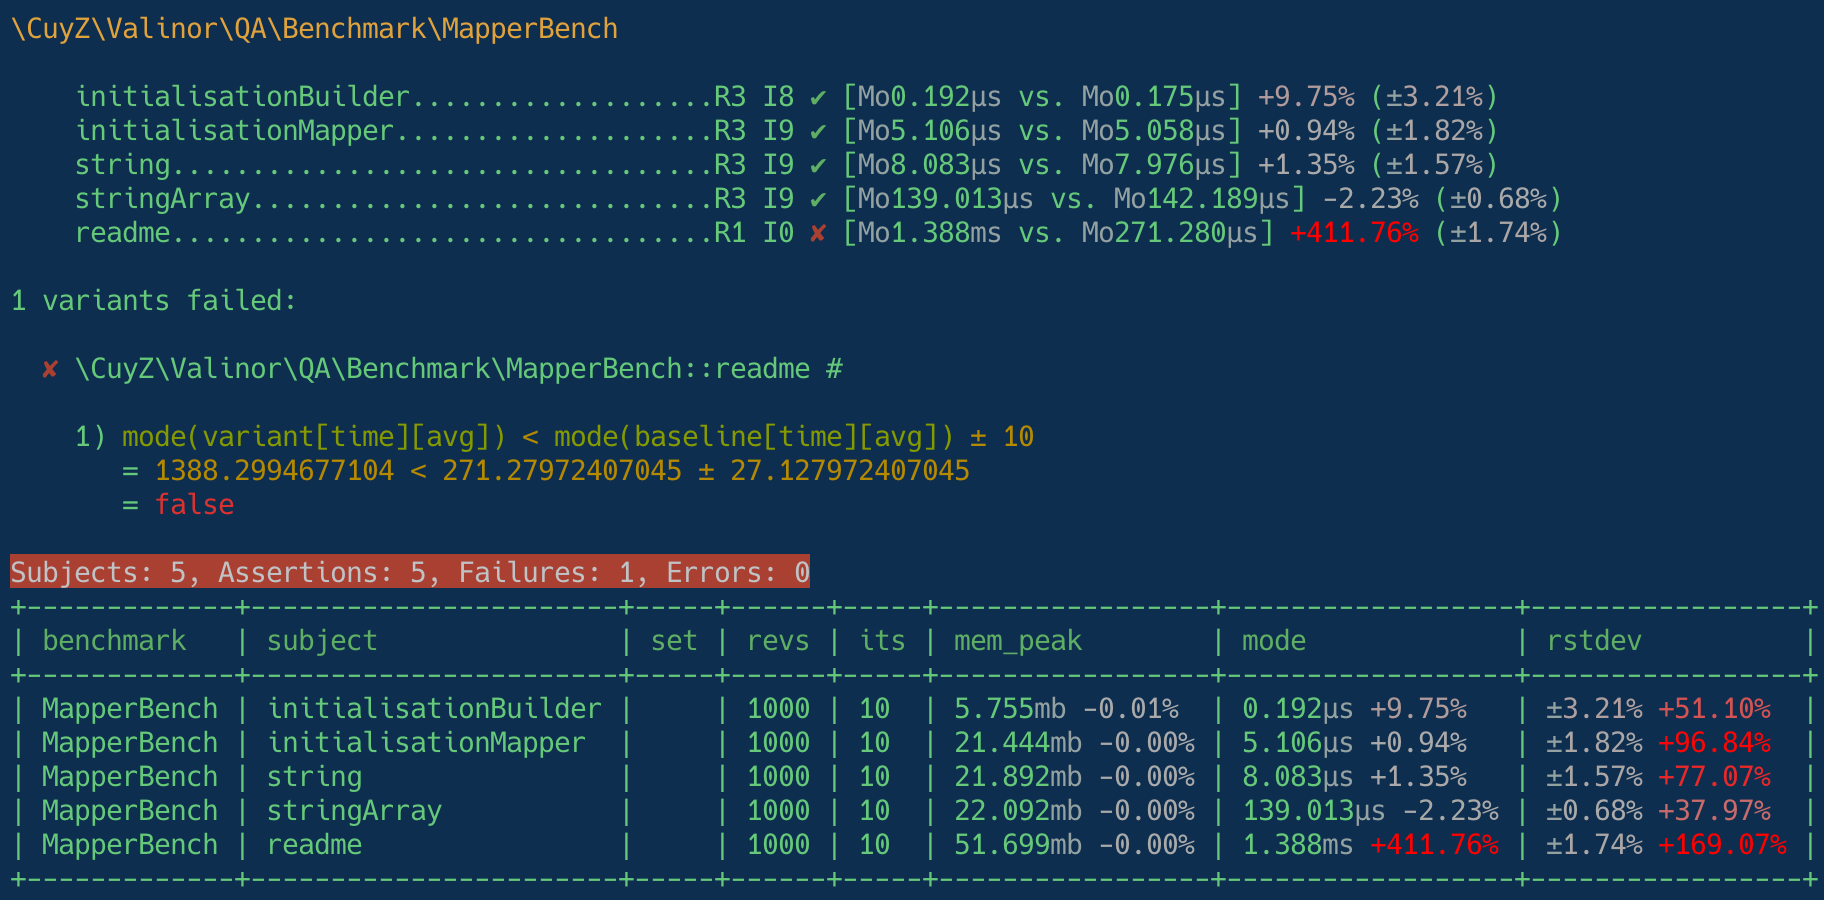 \CuyZ\Valinor\QA\Benchmark\MapperBench
initialisationBuilder...................R3 I8 ✔ [Mo0.192µs vs. Mo0.175µs] +9.75% (±3.21%)
initialisationMapper....................R3 I9 ✔ [Mo5.106µs vs. Mo5.058µs] +0.94% (±1.82%)
string..................................R3 I9 ✔ [Mo8.083µs vs. Mo7.976µs] +1.35% (±1.57%)
stringArray.............................R3 I9 ✔ [Mo139.013µs vs. Mo142.189µs] -2.23% (±0.68%)
readme..................................R1 I0 ✘ [Mo1.388ms vs. Mo271.280µs] +411.76% (±1.74%)
1 variants failed:
✘ \CuyZ\Valinor\QA\Benchmark\MapperBench::readme #
1) mode(variant[time][avg]) < mode(baseline[time][avg]) ± 10
= 1388.2994677104 < 271.27972407045 ± 27.127972407045
= false
Subjects: 5, Assertions: 5, Failures: 1, Errors: 0
+-------------+-----------------------+-----+------+-----+-----------------+------------------+-----------------+
| benchmark   | subject               | set | revs | its | mem_peak        | mode             | rstdev          |
+-------------+-----------------------+-----+------+-----+-----------------+------------------+-----------------+
| MapperBench | initialisationBuilder |     | 1000 | 10  | 5.755mb -0.01%  | 0.192µs +9.75%   | ±3.21% +51.10%  |
| MapperBench | initialisationMapper  |     | 1000 | 10  | 21.444mb -0.00% | 5.106µs +0.94%   | ±1.82% +96.84%  |
| MapperBench | string                |     | 1000 | 10  | 21.892mb -0.00% | 8.083µs +1.35%   | ±1.57% +77.07%  |
| MapperBench | stringArray           |     | 1000 | 10  | 22.092mb -0.00% | 139.013µs -2.23% | ±0.68% +37.97%  |
| MapperBench | readme                |     | 1000 | 10  | 51.699mb -0.00% | 1.388ms +411.76% | ±1.74% +169.07% |
+-------------+-----------------------+-----+------+-----+-----------------+------------------+-----------------+